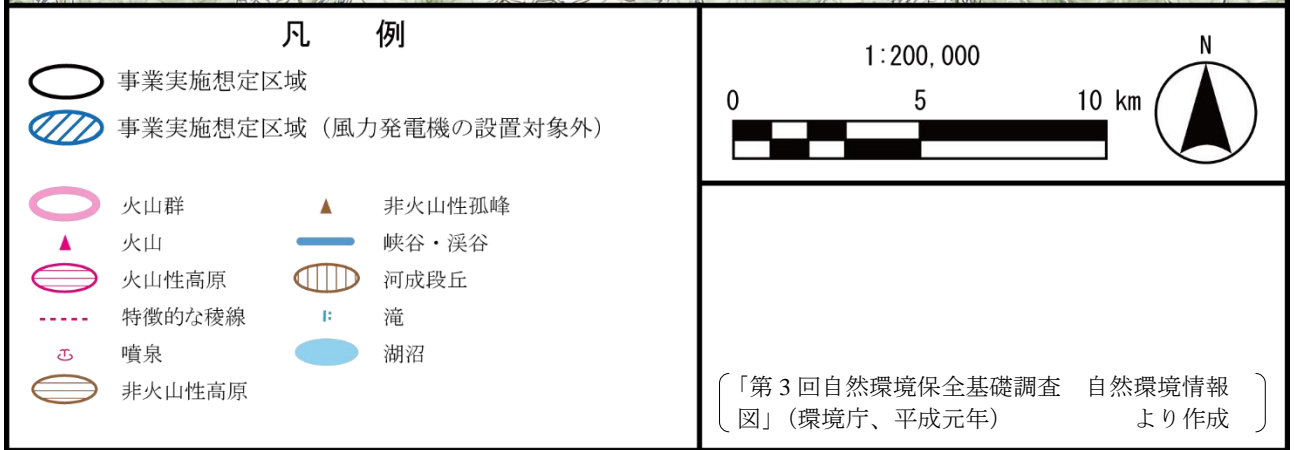 凡 例
事業実施想定区域
事業実施想定区域（風力発電機の設置対象外）
火山群
火山
火山性高原
特徴的な稜線
噴泉
非火山性高原
非火山性孤峰
峡谷・渓谷
河成段丘
滝
湖沼
1:200,000
0 5 10 km
N
「第3回自然環境保全基礎調査 自然環境情報
図」（環境庁、平成元年） より作成